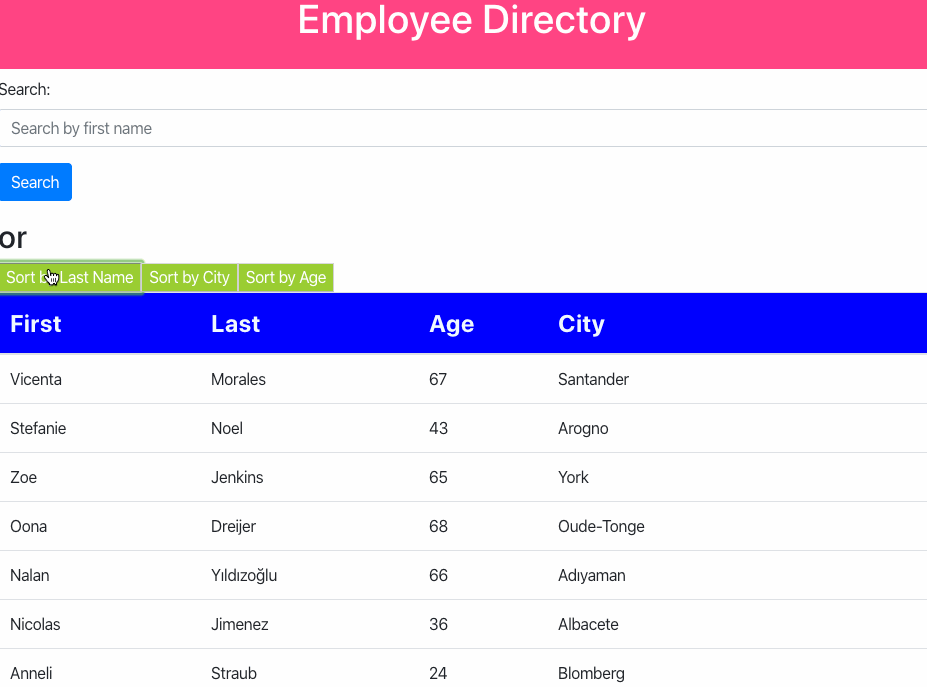 Employee Directory
Search:
Search by first name
Search
or
Sort by Last Name Sort by City Sort by Age
First Last Age City
Vicenta Morales 67 Santander
Stefanie Noel 43 Arogno
Zoe Jenkins 65 York
Oona Dreijer 68 Oude-Tonge
Nalan Yıldızoğlu 66 Adıyaman
Nicolas Jimenez 36 Albacete
Anneli Straub 24 Blomberg